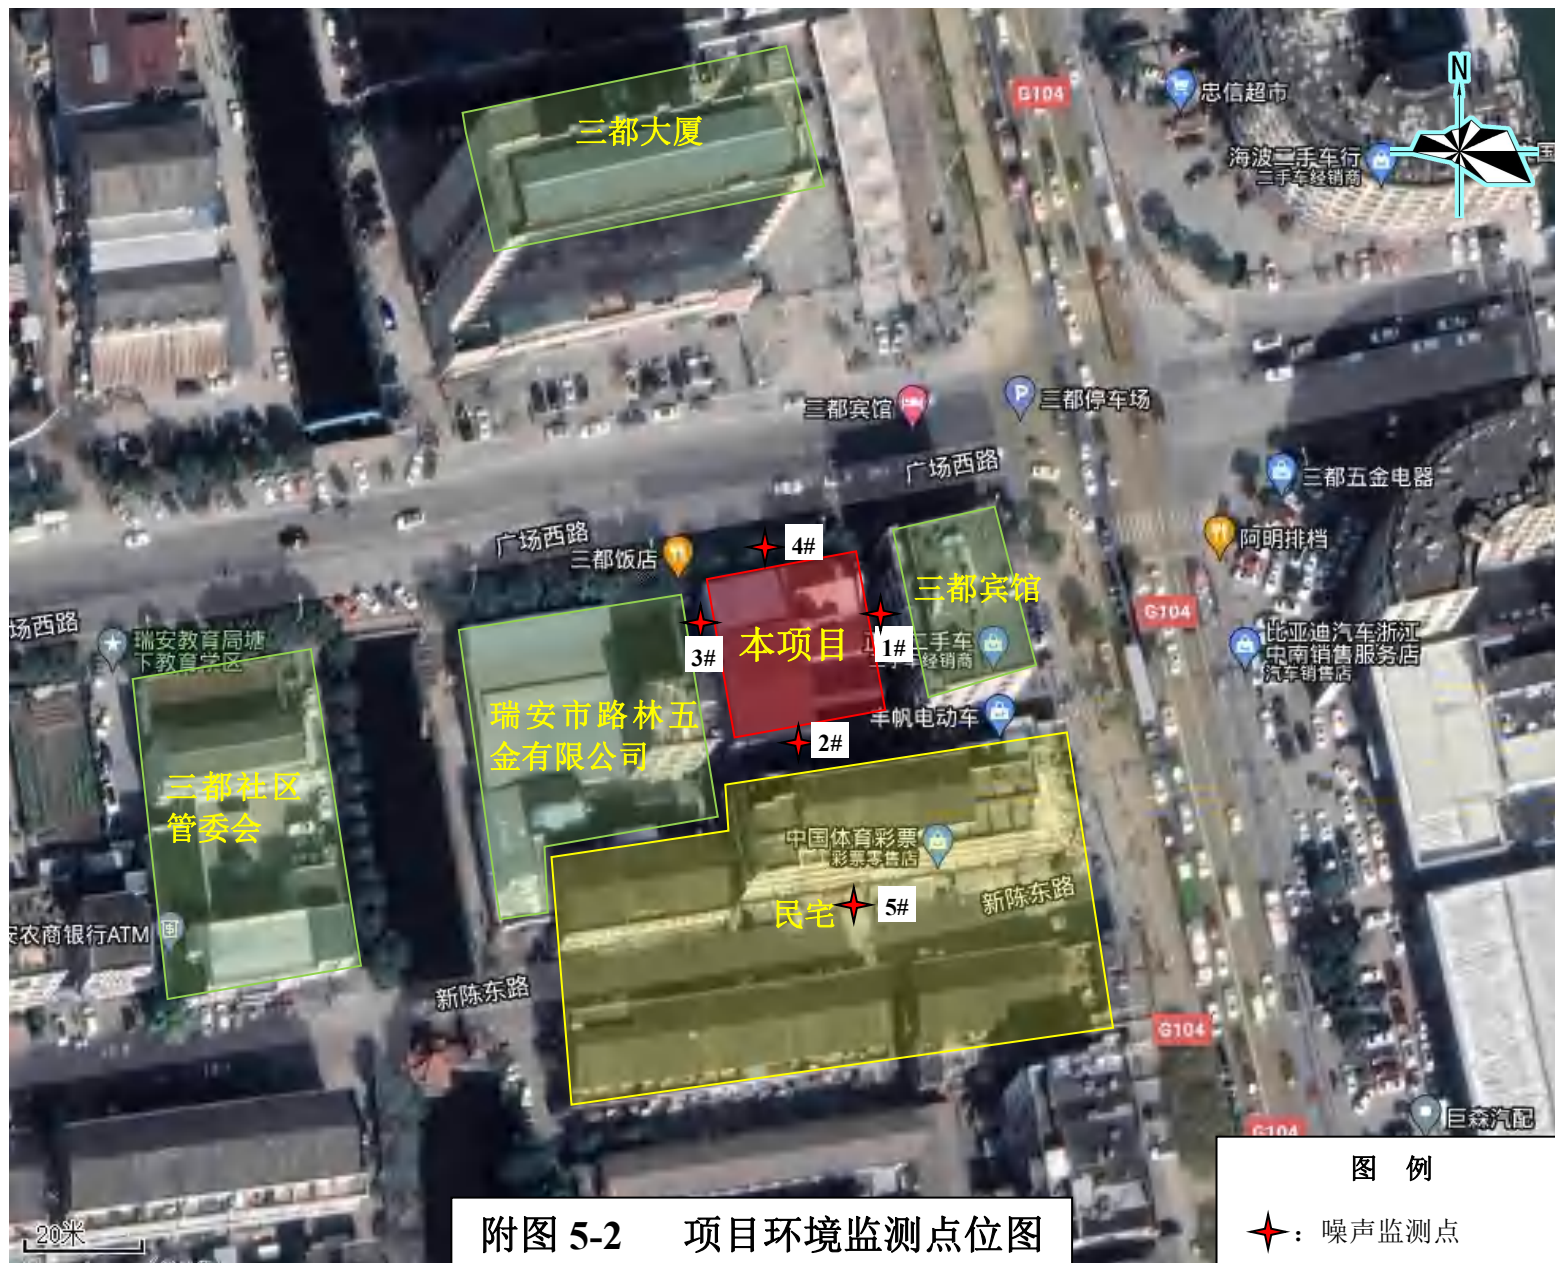 N
三都大厦
G104
忠信超市
海波二手车行
二手车经销商
国
三都宾馆
三都停车场
广场西路
三都五金电器
广场西路
三都饭店
4#
阿明排档
三都宾馆
G104
场西路
瑞安教育局塘
下教育学区
3#
本项目
1#
二手车
经销商
比亚迪汽车浙江
中南销售服务店
汽车销售店
瑞安市路林五
金有限公司
2#
丰帆电动车
三都社区
管委会
中国体育彩票
彩票零售店
民宅
5#
新陈东路
安农商银行ATM
新陈东路
G104
G104
巨森汽配
20米
附图 5-2 项目环境监测点位图
图 例
：噪声监测点